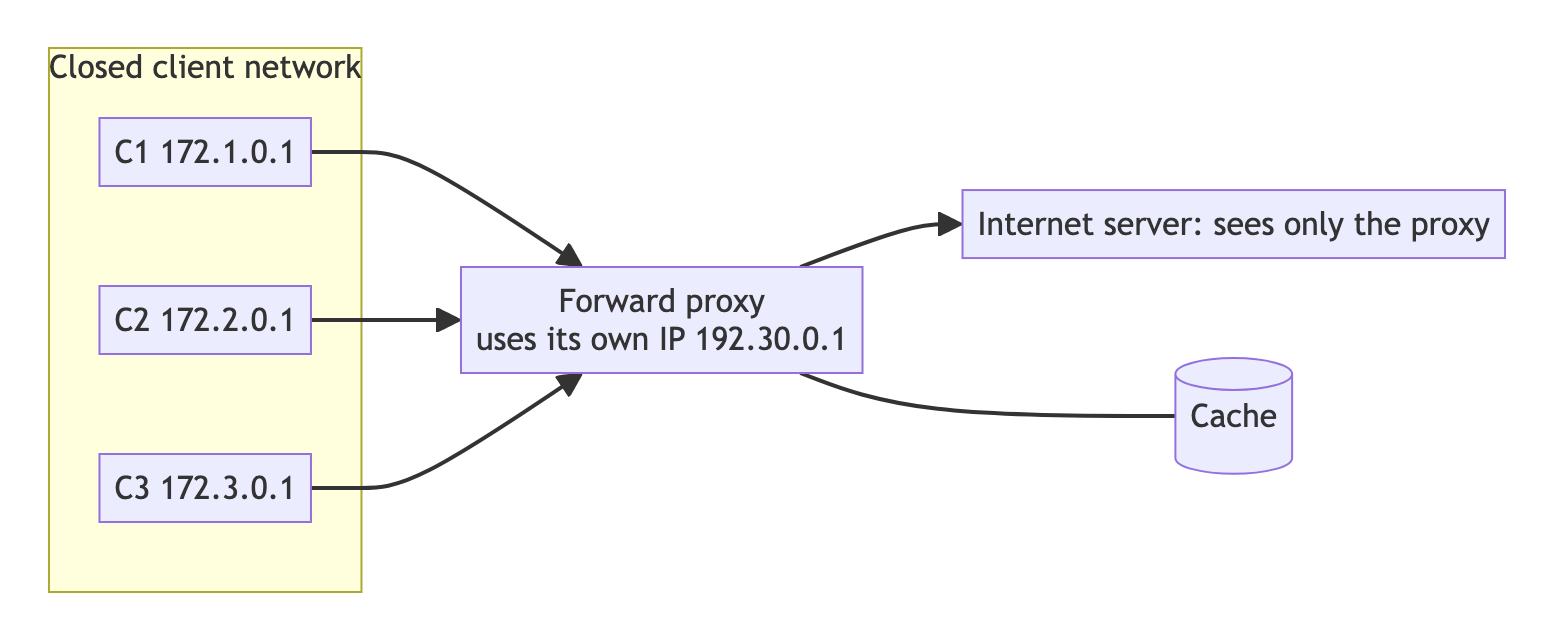 Closed client network
C1 172.1.0.1
C2 172.2.0.1
C3 172.3.0.1
Forward proxy
uses its own IP 192.30.0.1
Internet server: sees only the proxy
Cache